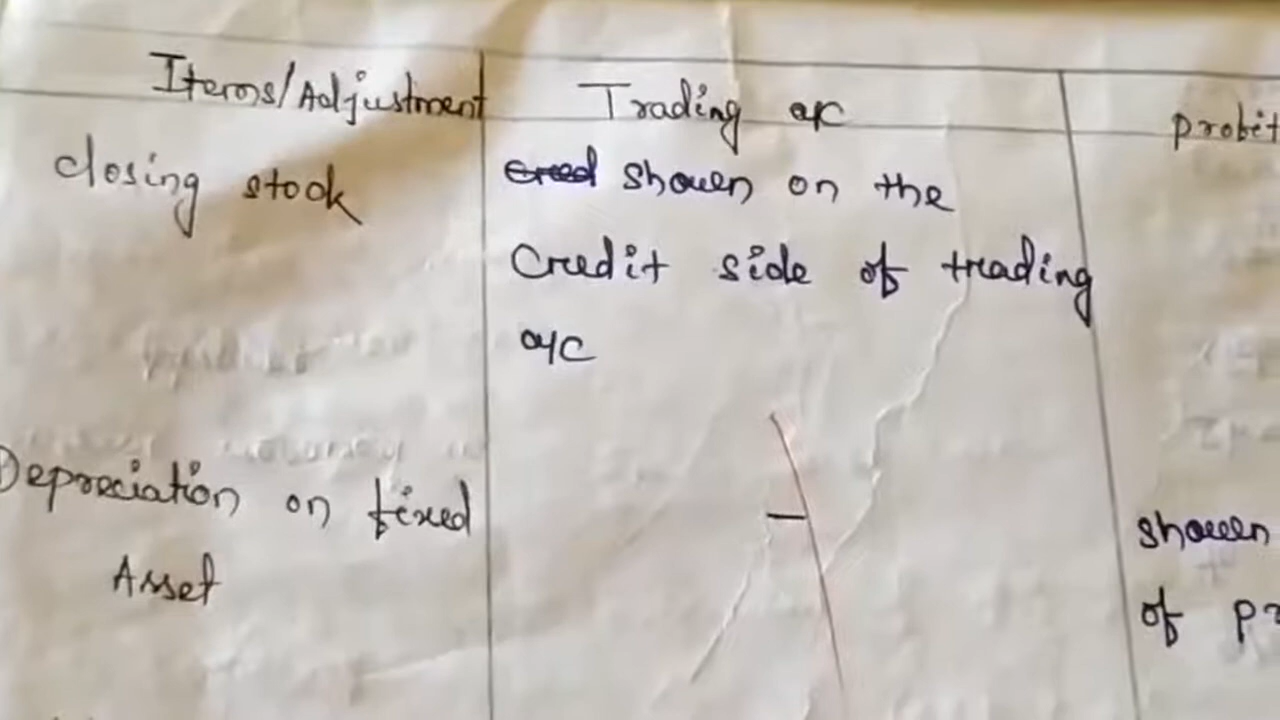 Items/Adjustment Trading a/c probit
closing stock shown on the
Credit side of trading
a/c
Depreciation on fixed
Asset
—
shown
of